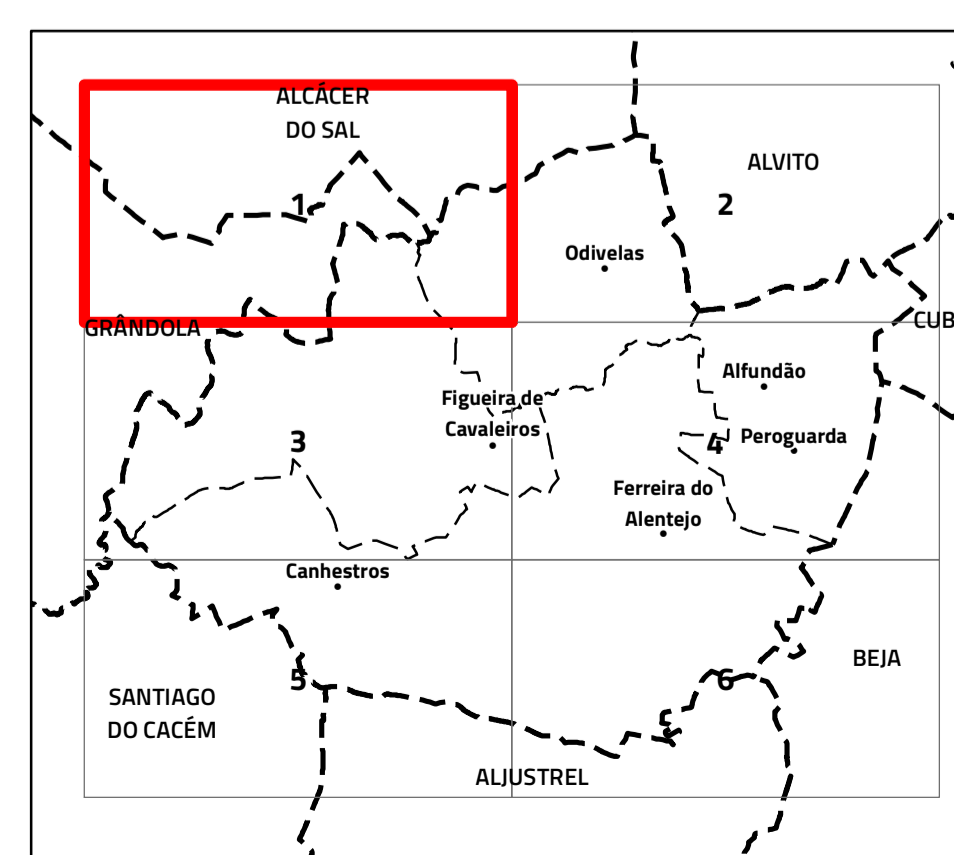 ALCÁCER
DO SAL
ALVITO
1
2
Odivelas
GRÂNDOLA
CUB
Alfundão
Figueira de
Cavaleiros
3
4
Peroguarda
Ferreira do
Alentejo
Canhestros
5
6
BEJA
SANTIAGO
DO CACÉM
ALJUSTREL